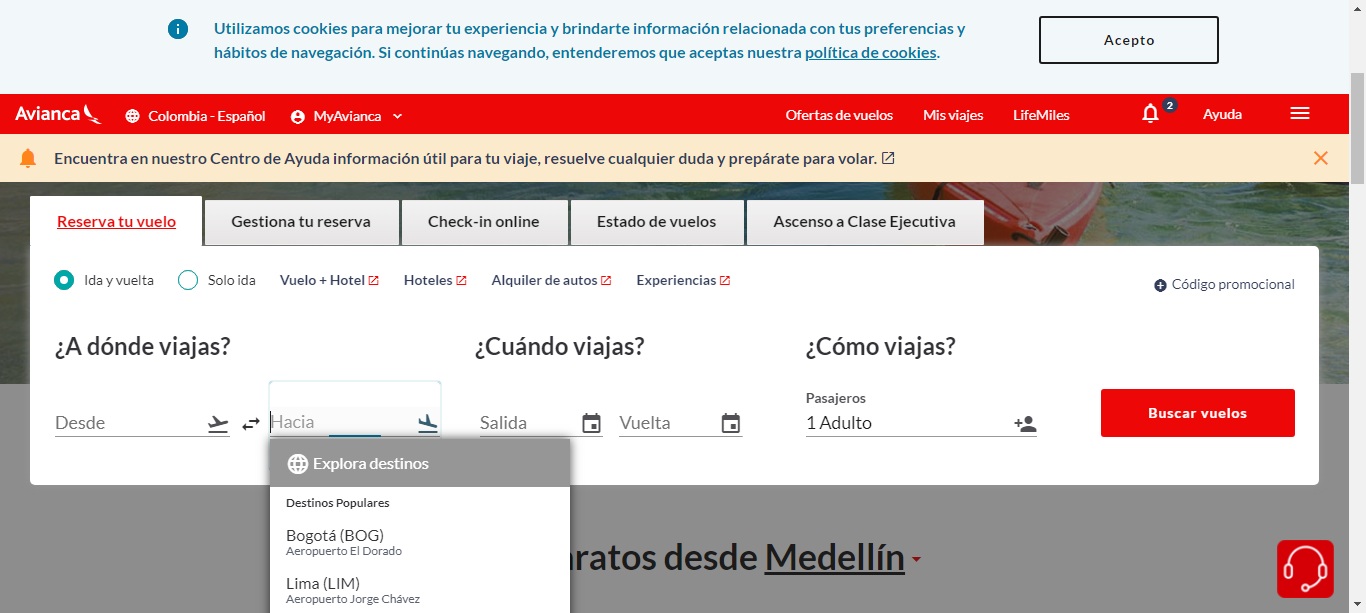 Utilizamos cookies para mejorar tu experiencia y brindarte información relacionada con tus preferencias y
hábitos de navegación. Si continúas navegando, entenderemos que aceptas nuestra política de cookies.
Acepto
Avianca
Colombia - Español
MyAvianca
Ofertas de vuelos
Mis viajes
LifeMiles
2
Ayuda
Encuentra en nuestro Centro de Ayuda información útil para tu viaje, resuelve cualquier duda y prepárate para volar.
Reserva tu vuelo
Gestiona tu reserva
Check-in online
Estado de vuelos
Ascenso a Clase Ejecutiva
Ida y vuelta
Solo ida
Vuelo + Hotel
Hoteles
Alquiler de autos
Experiencias
Código promocional
¿A dónde viajas?
¿Cuándo viajas?
¿Cómo viajas?
Desde
Hacia
Salida
Vuelta
Pasajeros
1 Adulto
Buscar vuelos
Explora destinos
Destinos Populares
Bogotá (BOG)
Aeropuerto El Dorado
Lima (LIM)
Aeropuerto Jorge Chávez
desde Medellín